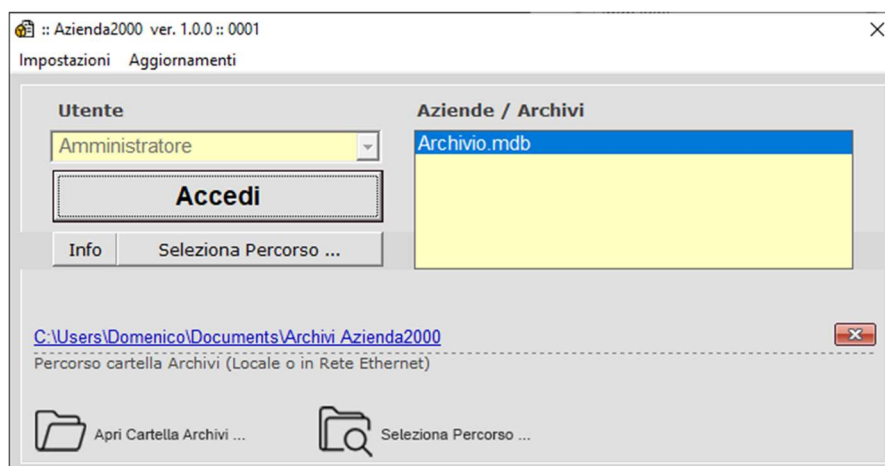 :: Azienda2000 ver. 1.0.0 :: 0001
Impostazioni Aggiornamenti
Utente
Aziende / Archivi
Amministratore
Archivio.mdb
Accedi
Info
Seleziona Percorso ...
C:\Users\Domenico\Documents\Archivi Azienda2000
Percorso cartella Archivi (Locale o in Rete Ethernet)
Apri Cartella Archivi ...
Seleziona Percorso ...